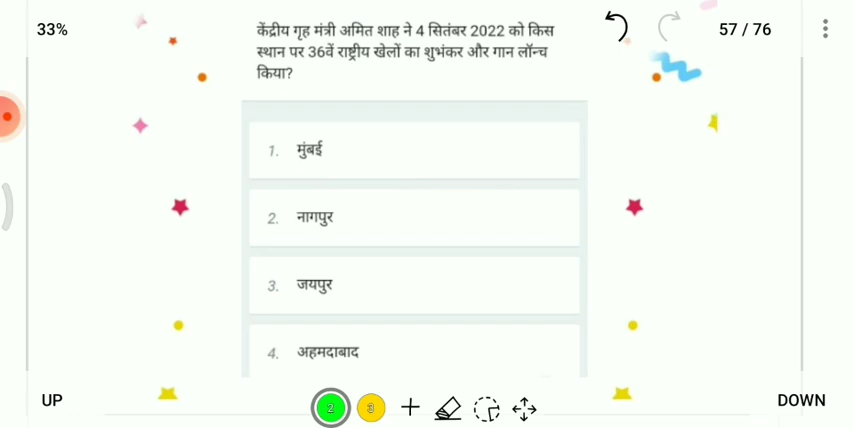 33%
57 / 76
केंद्रीय गृह मंत्री अमित शाह ने 4 सितंबर 2022 को किस
स्थान पर 36वें राष्ट्रीय खेलों का शुभंकर और गान लॉन्च
किया?
1. मुंबई
2. नागपुर
3. जयपुर
4. अहमदाबाद
UP
2
3
DOWN